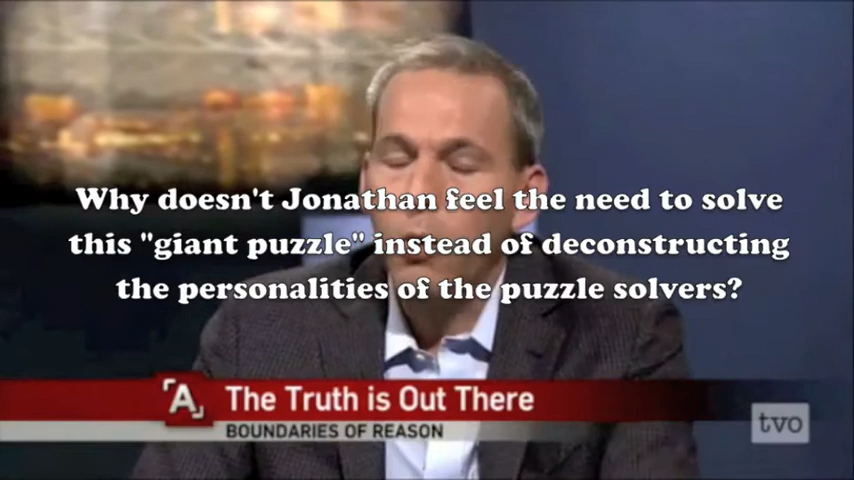 Why doesn't Jonathan feel the need to solve
this "giant puzzle" instead of deconstructing
the personalities of the puzzle solvers?
A
The Truth is Out There
BOUNDARIES OF REASON
tvo